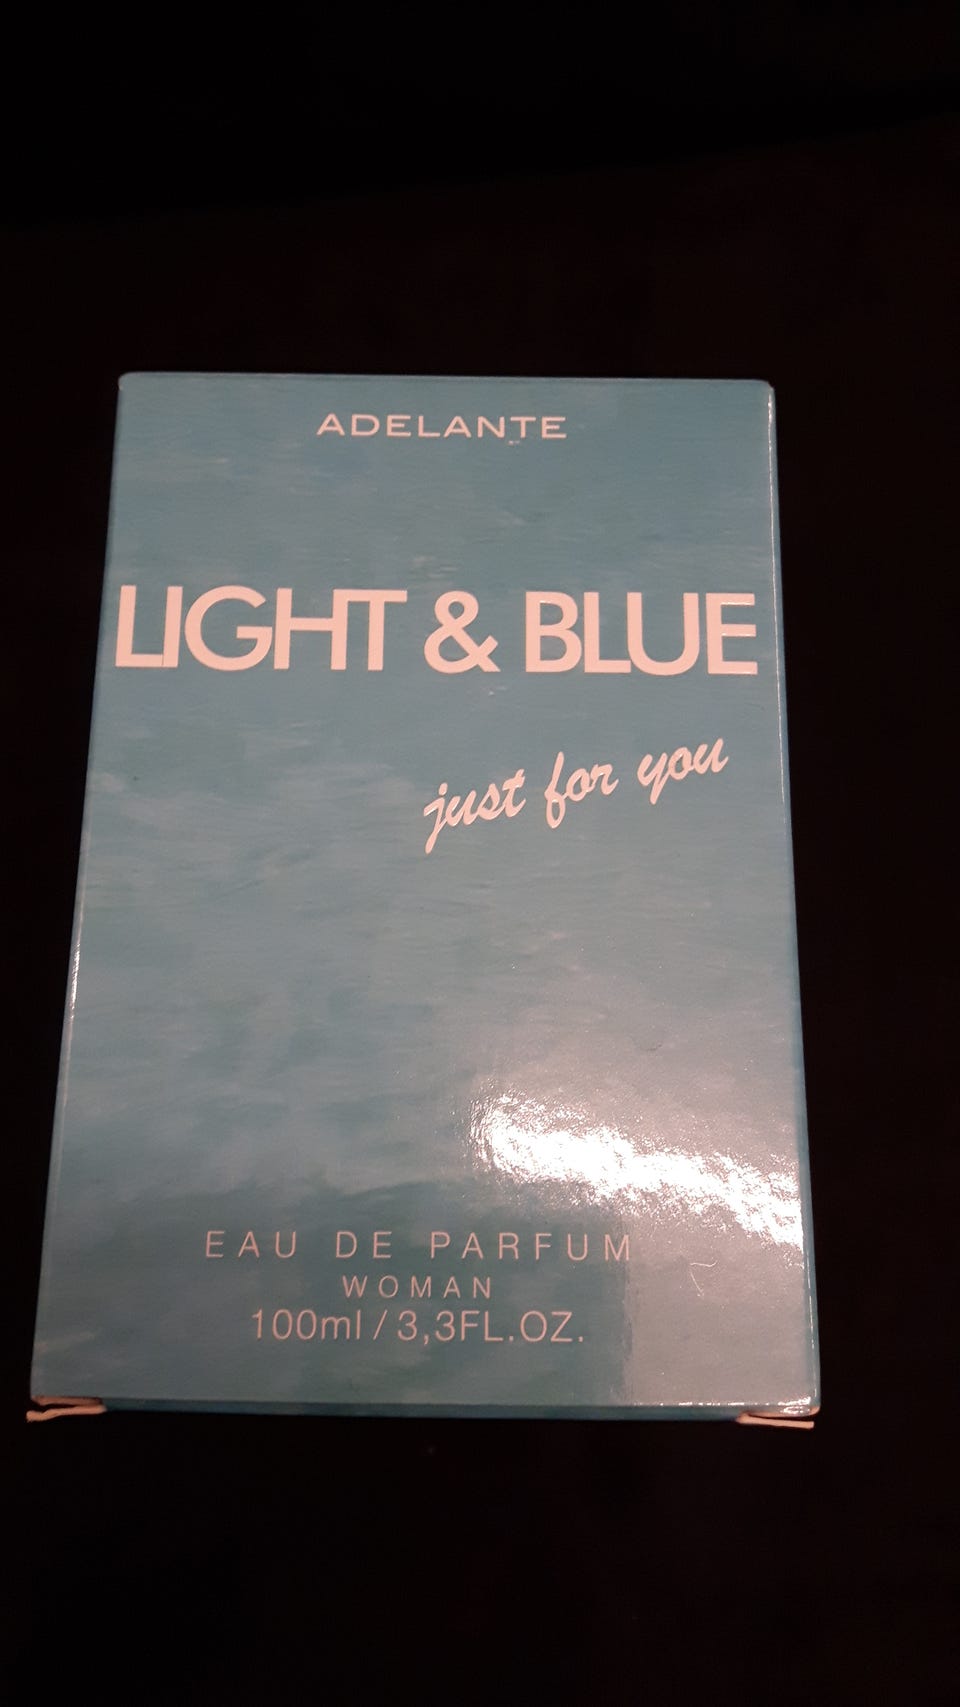 ADELANTE
LIGHT & BLUE
just for you
EAU DE PARFUM
WOMAN
100ml / 3,3FL.OZ.